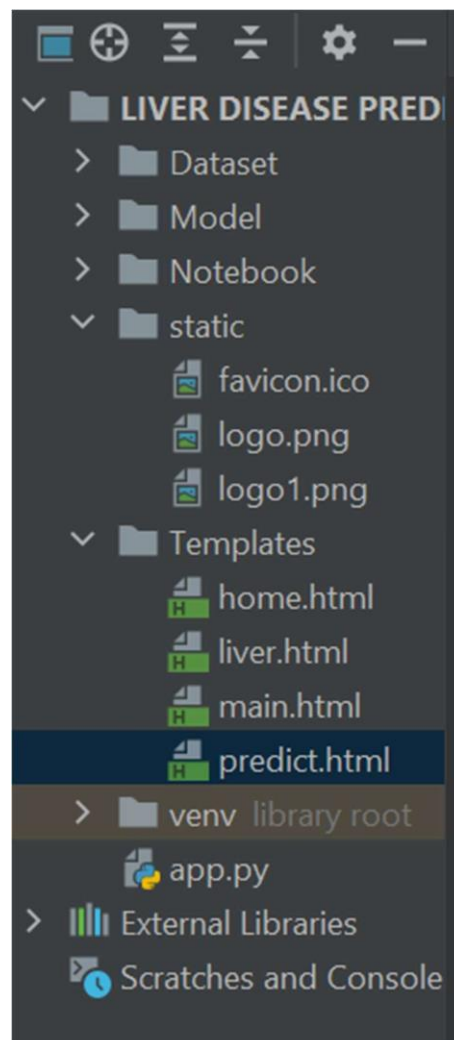 LIVER DISEASE PRED
Dataset
Model
Notebook
static
favicon.ico
logo.png
logo1.png
Templates
H home.html
H liver.html
H main.html
H predict.html
venv library root
app.py
External Libraries
Scratches and Console